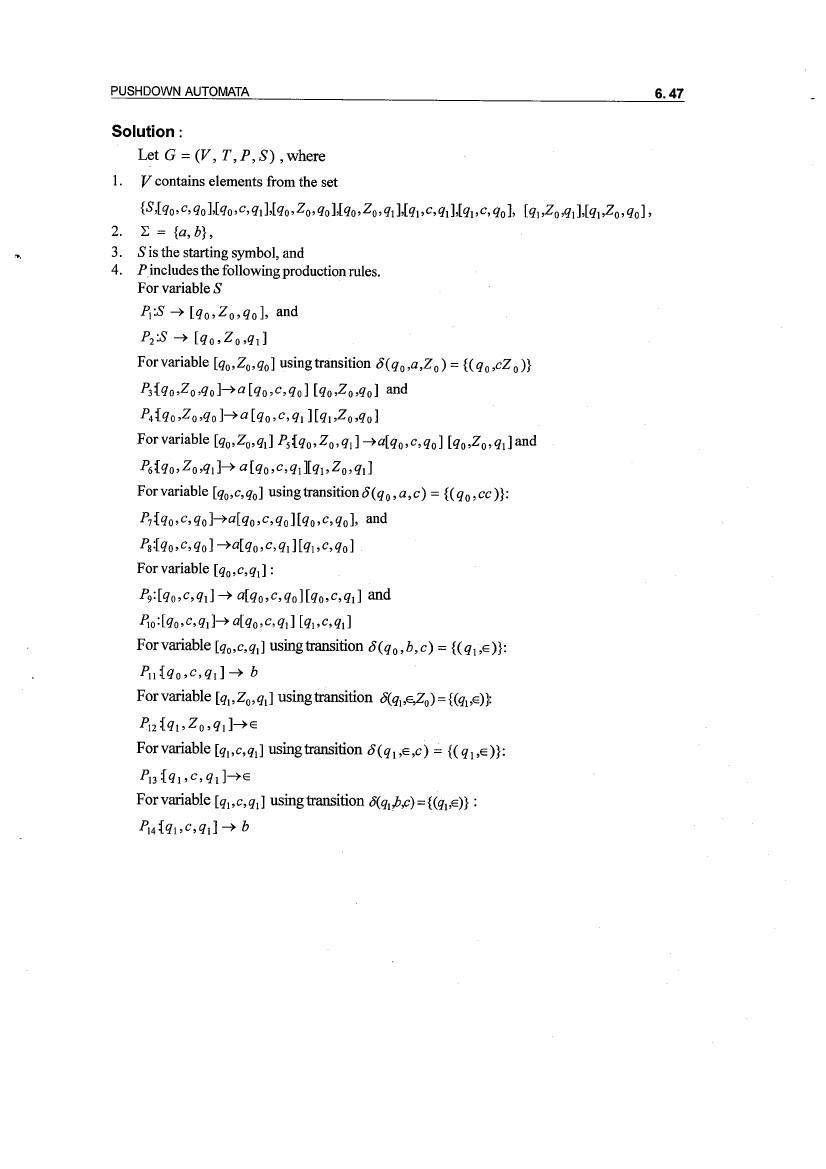 PUSHDOWN AUTOMATA 6.47
Solution :
Let G = (V, T, P, S) , where
1. V contains elements from the set
{S,[q₀,c,q₀],[q₀,c,q₁],[q₀,Z₀,q₀],[q₀,Z₀,q₁],[q₁,c,q₁],[q₁,c,q₀], [q₁,Z₀,q₁],[q₁,Z₀,q₀],
2. Σ = {a, b},
3. S is the starting symbol, and
4. P includes the following production rules.
For variable S
P₁:S → [q₀,Z₀,q₀], and
P₂:S → [q₀,Z₀,q₁]
For variable [q₀,Z₀,q₀] using transition δ(q₀,a,Z₀) = {(q₀,cZ₀)}
P₃:[q₀,Z₀,q₀]→a[q₀,c,q₀] [q₀,Z₀,q₀] and
P₄:[q₀,Z₀,q₀]→a[q₀,c,q₁][q₁,Z₀,q₀]
For variable [q₀,Z₀,q₁] P₅:[q₀,Z₀,q₁]→a[q₀,c,q₀] [q₀,Z₀,q₁] and
P₆:[q₀,Z₀,q₁]→ a[q₀,c,q₁][q₁,Z₀,q₁]
For variable [q₀,c,q₀] using transition δ(q₀,a,c) = {(q₀,cc)}:
P₇:[q₀,c,q₀]→a[q₀,c,q₀][q₀,c,q₀], and
P₈:[q₀,c,q₀]→a[q₀,c,q₁][q₁,c,q₀]
For variable [q₀,c,q₁] :
P₉:[q₀,c,q₁] → a[q₀,c,q₀][q₀,c,q₁] and
P₁₀:[q₀,c,q₁]→ a[q₀,c,q₁] [q₁,c,q₁]
For variable [q₀,c,q₁] using transition δ(q₀,b,c) = {(q₁,∈)}:
P₁₁:[q₀,c,q₁] → b
For variable [q₁,Z₀,q₁] using transition δ(q₁,∈,Z₀)={(q₁,∈)}:
P₁₂:[q₁,Z₀,q₁]→∈
For variable [q₁,c,q₁] using transition δ(q₁,∈,c) = {(q₁,∈)}:
P₁₃:[q₁,c,q₁]→∈
For variable [q₁,c,q₁] using transition δ(q₁,b,c)={(q₁,∈)} :
P₁₄:[q₁,c,q₁] → b